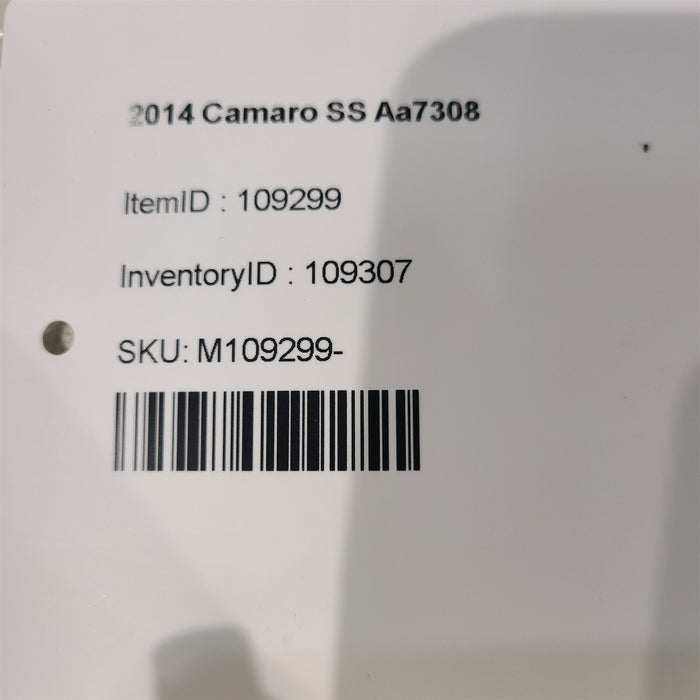 2014 Camaro SS Aa7308
ItemID : 109299
InventoryID : 109307
SKU: M109299-